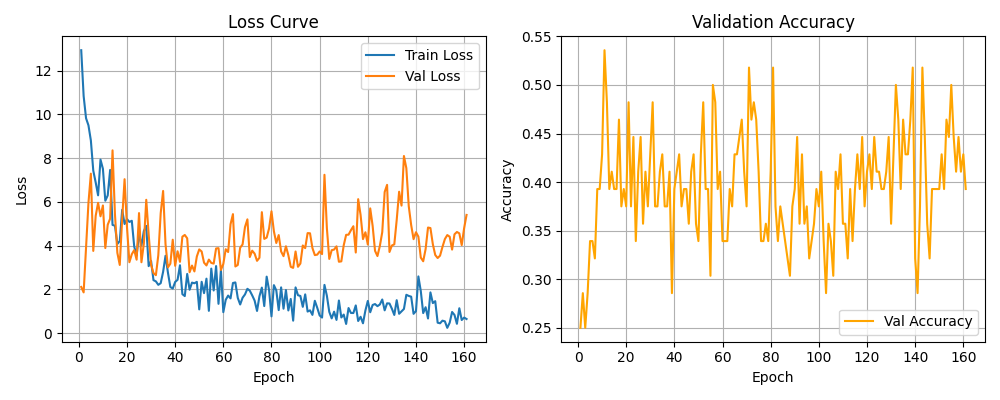 Loss Curve
Train Loss
Val Loss
Loss
12
10
8
6
4
2
0
0 20 40 60 80 100 120 140 160
Epoch
Validation Accuracy
Accuracy
0.55
0.50
0.45
0.40
0.35
0.30
0.25
Val Accuracy
0 20 40 60 80 100 120 140 160
Epoch